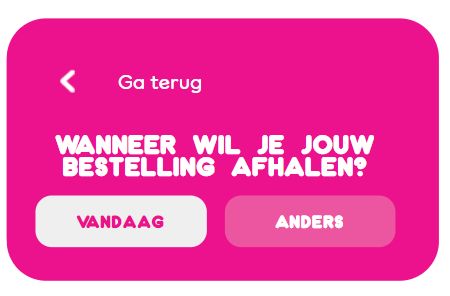 Ga terug
WANNEER WIL JE JOUW
BESTELLING AFHALEN?
VANDAAG
ANDERS